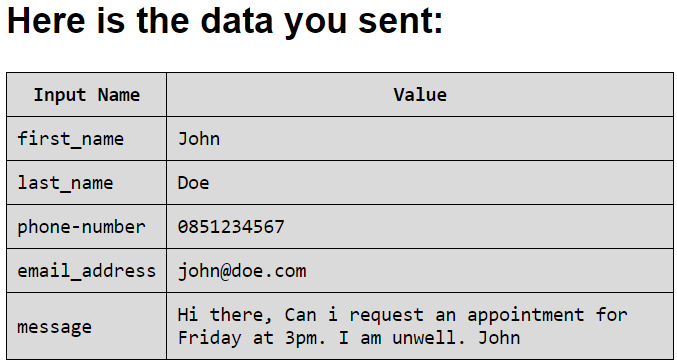 Here is the data you sent:
Input Name Value
first_name John
last_name Doe
phone-number 0851234567
email_address john@doe.com
message Hi there, Can i request an appointment for
Friday at 3pm. I am unwell. John